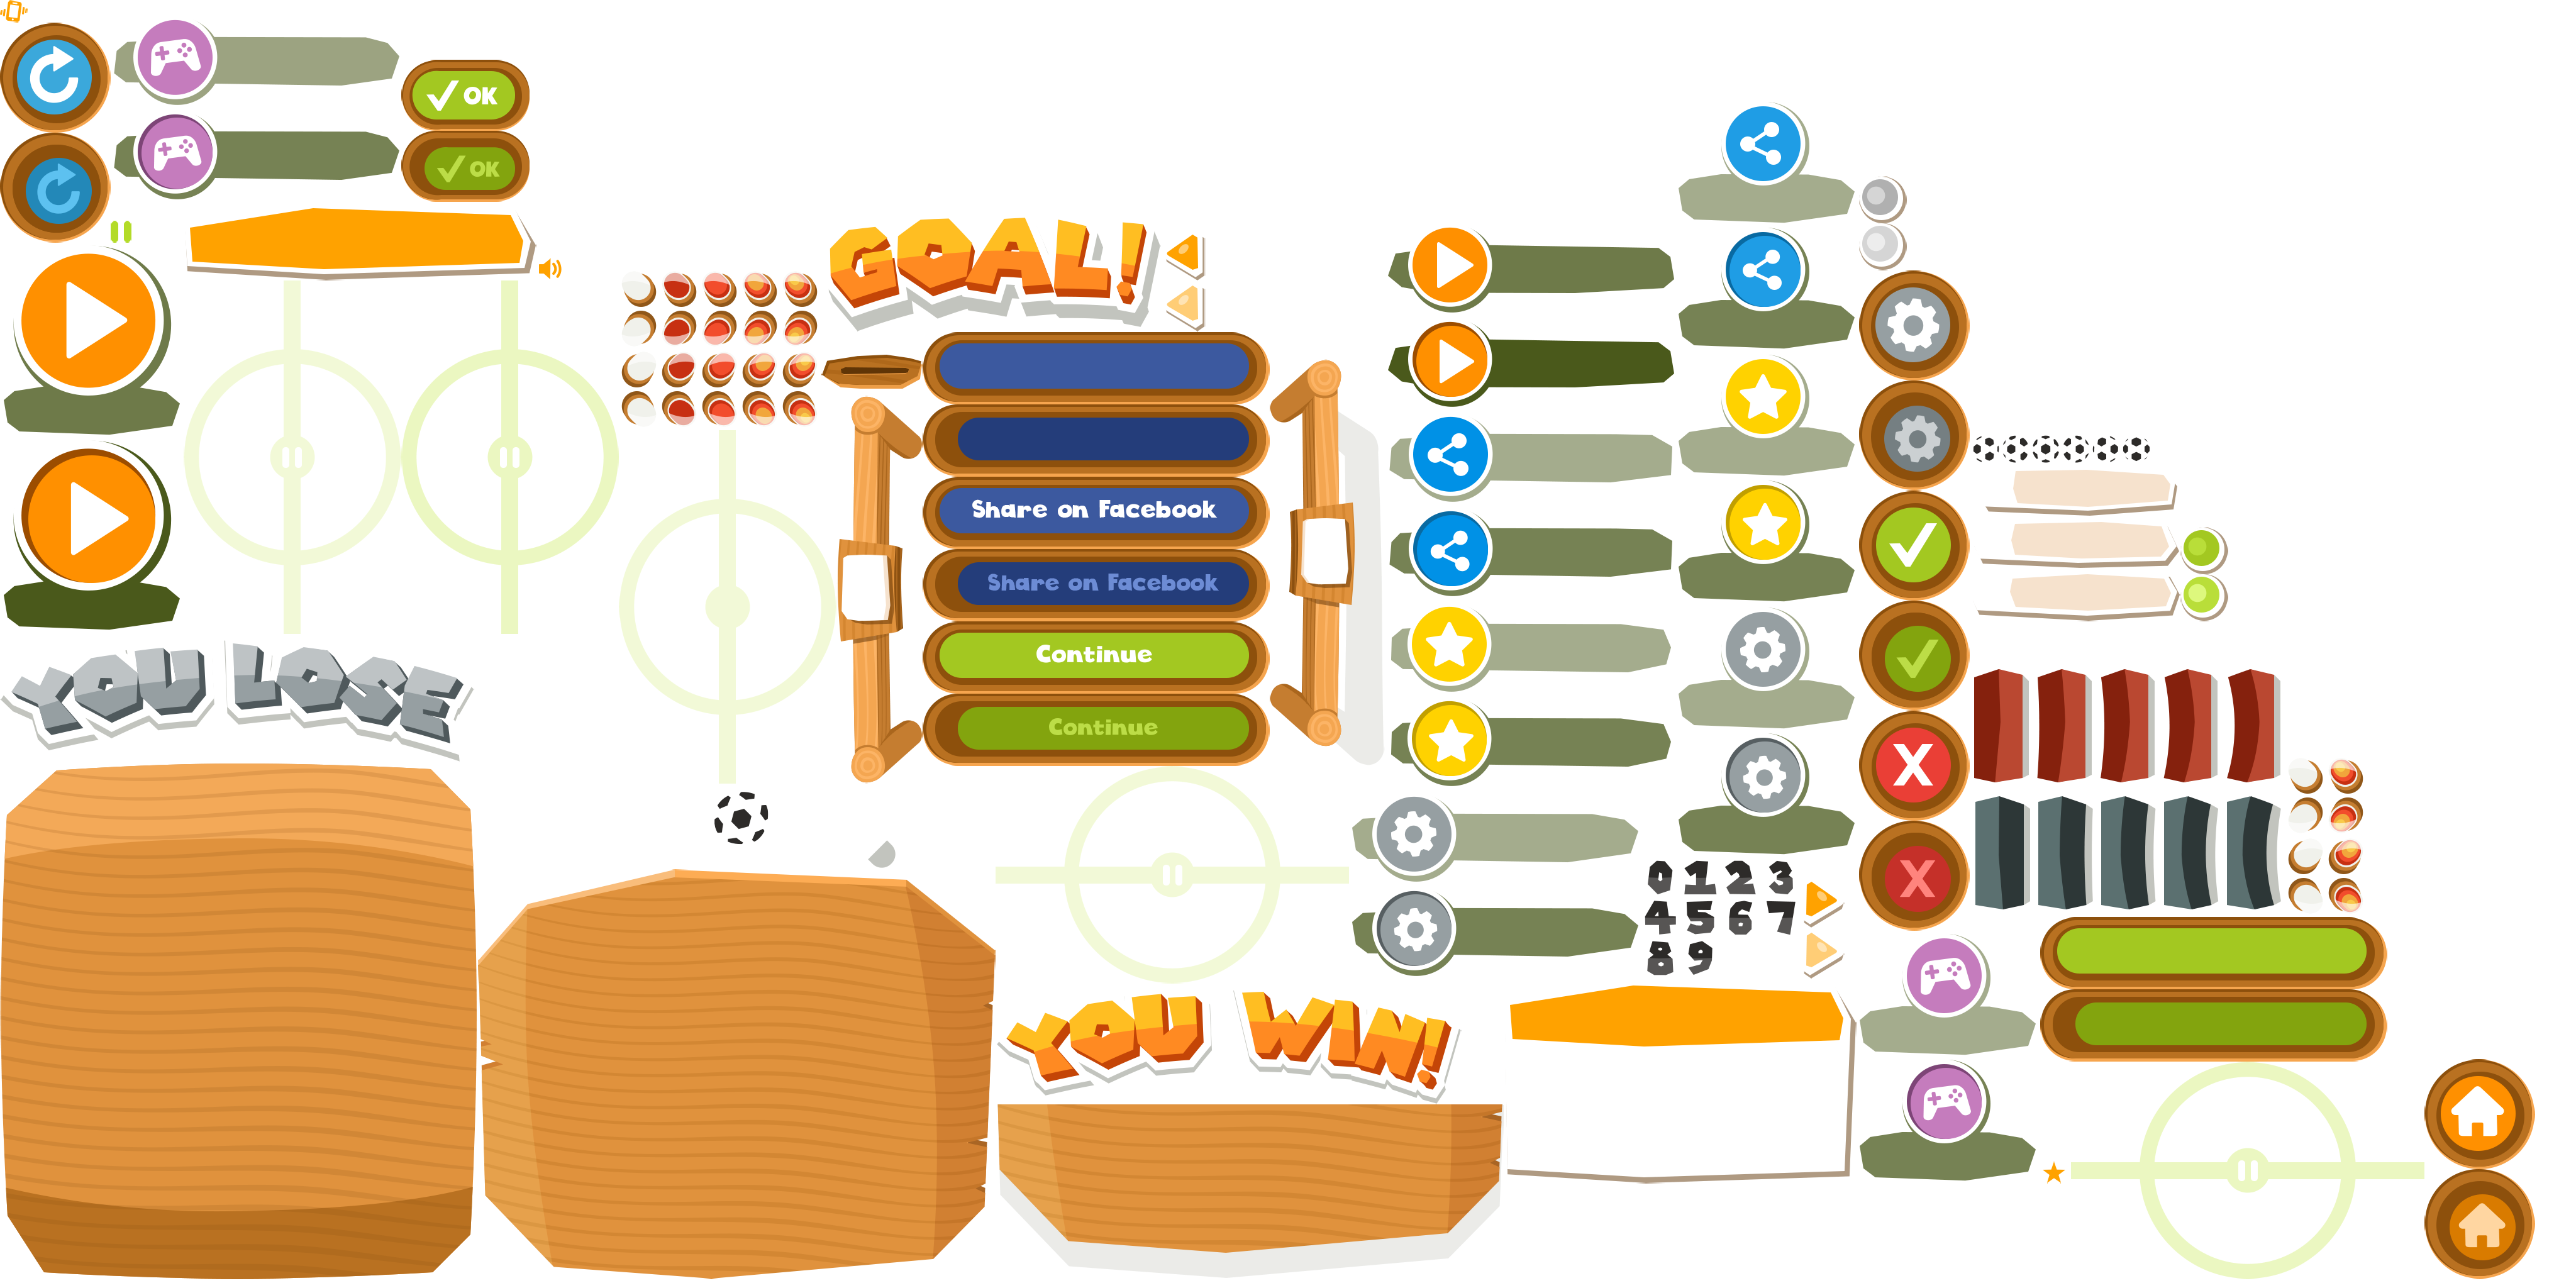 OK
OK
GOAL!
Share on Facebook
Share on Facebook
Continue
Continue
YOU LOSE
X
X
0 1 2 3
4 5 6 7
8 9
YOU WIN!